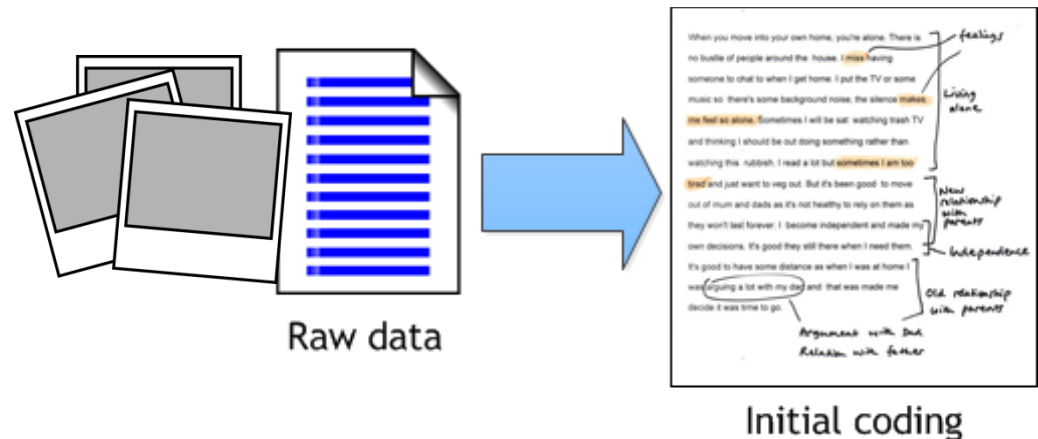 When you move into your own home, you're alone. There is
no bustle of people around the house. I miss having
someone to chat to when I get home. I put the TV or some
music so there's some background noise, the silence makes
me feel so alone. Sometimes I will be sat watching trash TV
and thinking I should be out doing something rather than
watching this rubbish. I read a lot but sometimes I am too
tired and just want to veg out. But it's been good to move
out of mum and dads as it's not healthy to rely on them as
they won't last forever. I become independent and made my
own decisions. It's good they still there when I need them.
It's good to have some distance as when I was at home I
was arguing a lot with my dad and that was made me
decide it was time to go.
feelings
Living
alone
New
relationship
with
parents
Independence
Old relationship
with parents
Argument with Dad
Relation with father
Raw data
Initial coding